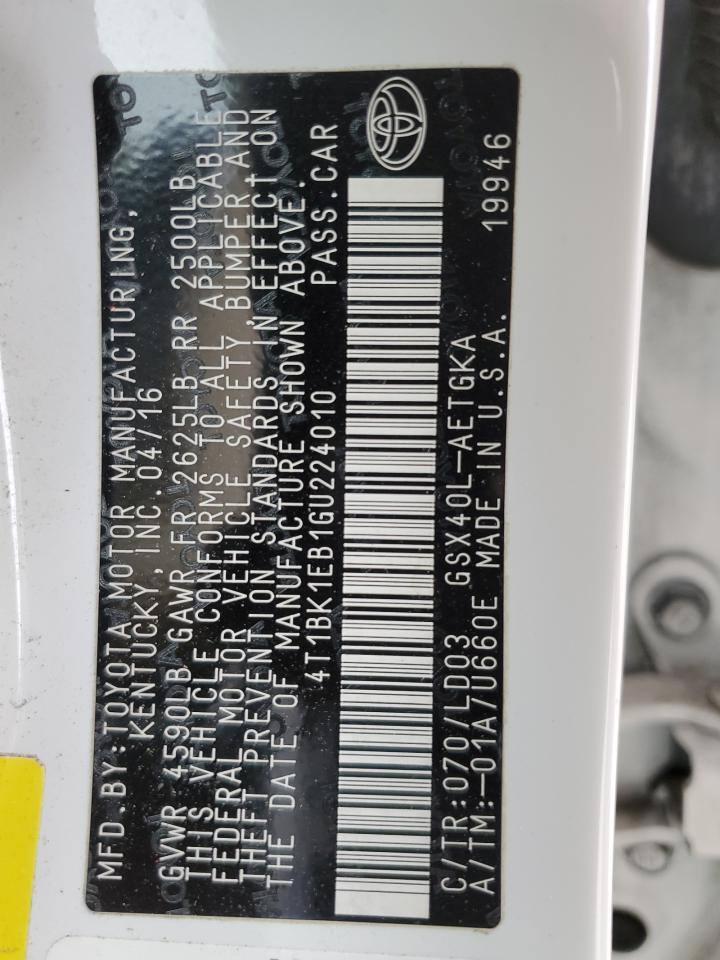 MFD.BY:TOYOTA MOTOR MANUFACTURING,
KENTUCKY,INC.04/16
GVWR 4590LB GAWR FR 2625LB RR 2500LB
THIS VEHICLE CONFORMS TO ALL APPLICABLE
FEDERAL MOTOR VEHICLE SAFETY,BUMPER,AND
THEFT PREVENTION STANDARDS IN EFFECT ON
THE DATE OF MANUFACTURE SHOWN ABOVE.
4T1BK1EB1GU224010 PASS.CAR
C/TR:070/LD03 GSX40L-AETGKA
A/TM:-01A/U660E MADE IN U.S.A. 19946